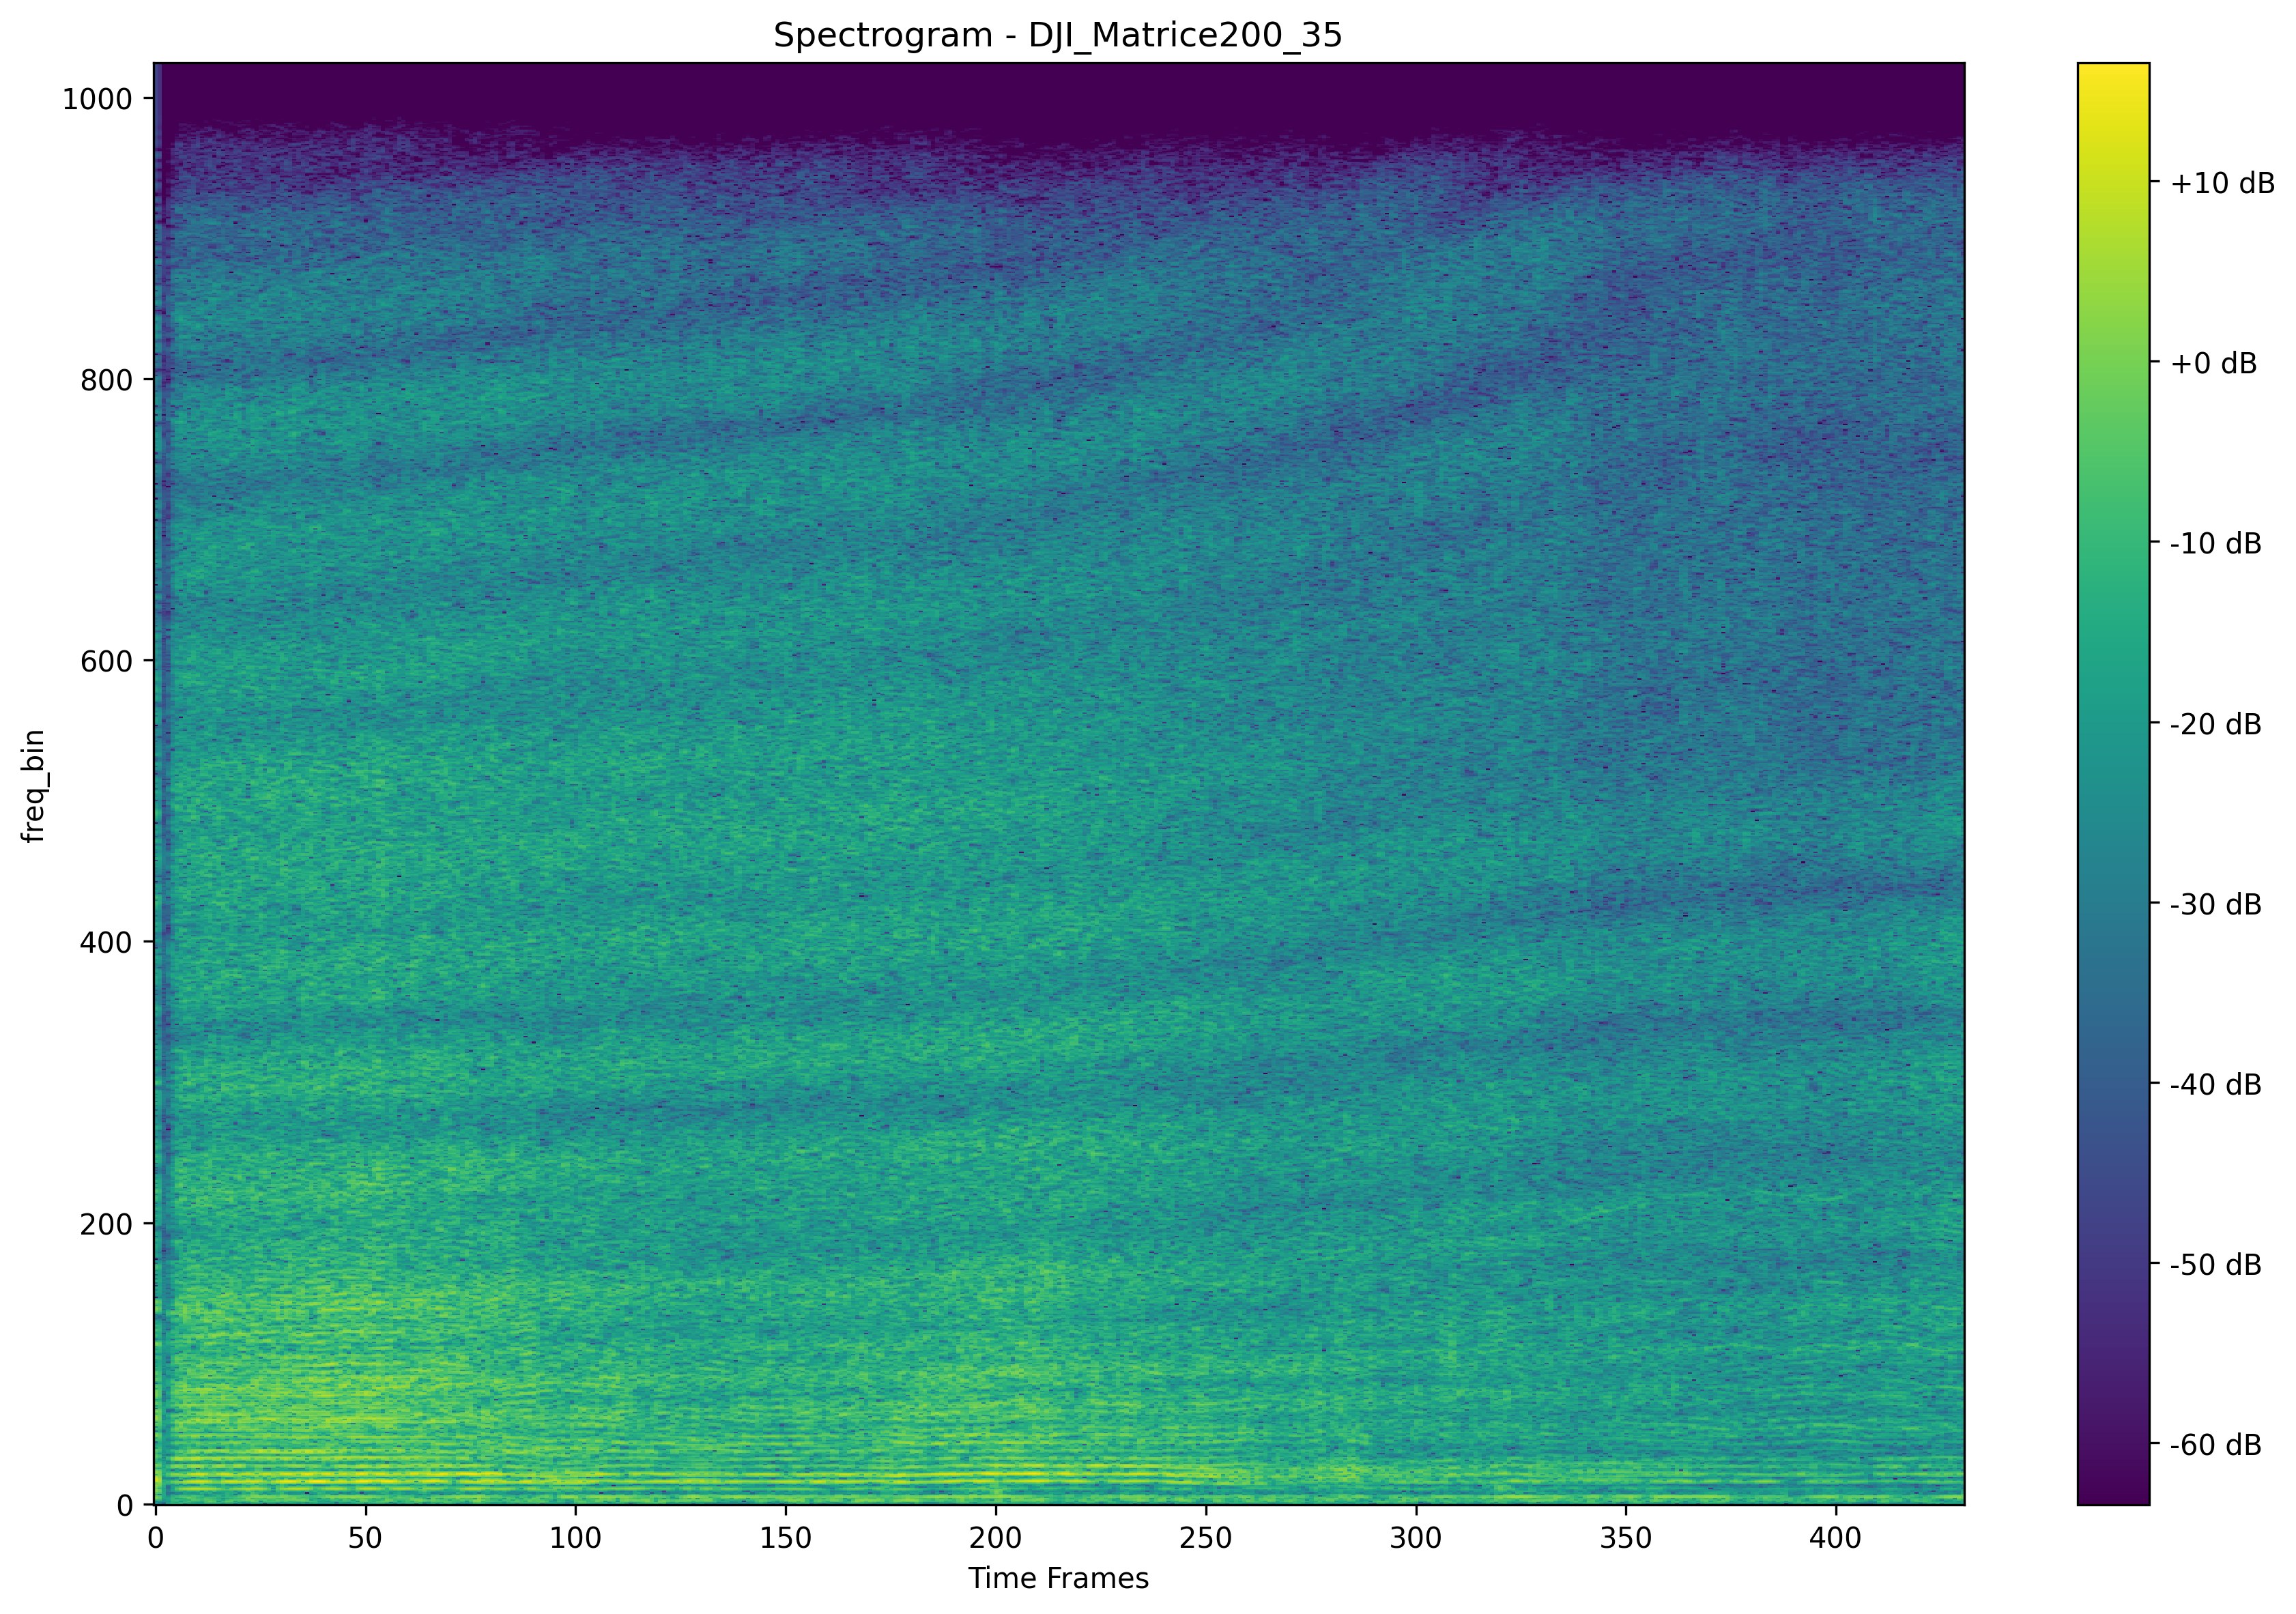 Spectrogram - DJI_Matrice200_35
1000
800
600
400
200
0
freq_bin
0 50 100 150 200 250 300 350 400
Time Frames
+10 dB
+0 dB
-10 dB
-20 dB
-30 dB
-40 dB
-50 dB
-60 dB